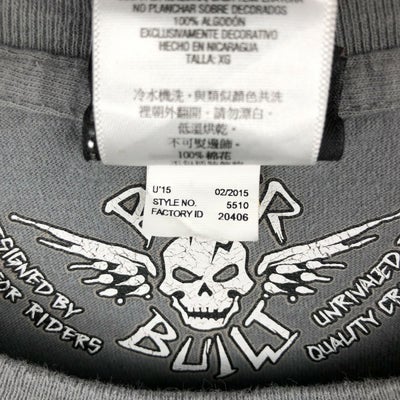 NO PLANCHAR SOBRE DECORADOS
100% ALGODÓN
EXCLUSIVAMENTE DECORATIVO
HECHO EN NICARAGUA
TALLA: XG
冷水機洗，與類似顏色共洗
裡朝外翻開，請勿漂白。
低溫烘乾。
不可熨邊飾。
100% 棉花
U'15 02/2015
STYLE NO. 5510
FACTORY ID 20406
BUILT
DESIGNED BY
FOR RIDERS
UNRIVALED
QUALITY